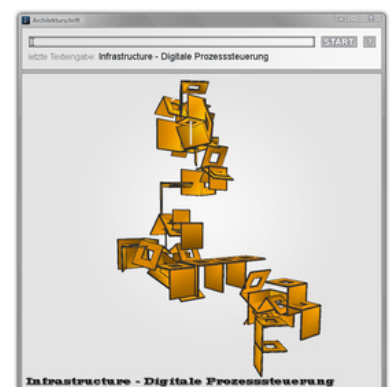 Architekturschrift
START ?
letzte Texteingabe: Infrastructure - Digitale Prozesssteuerung
Infrastructure - Digitale Prozesssteuerung